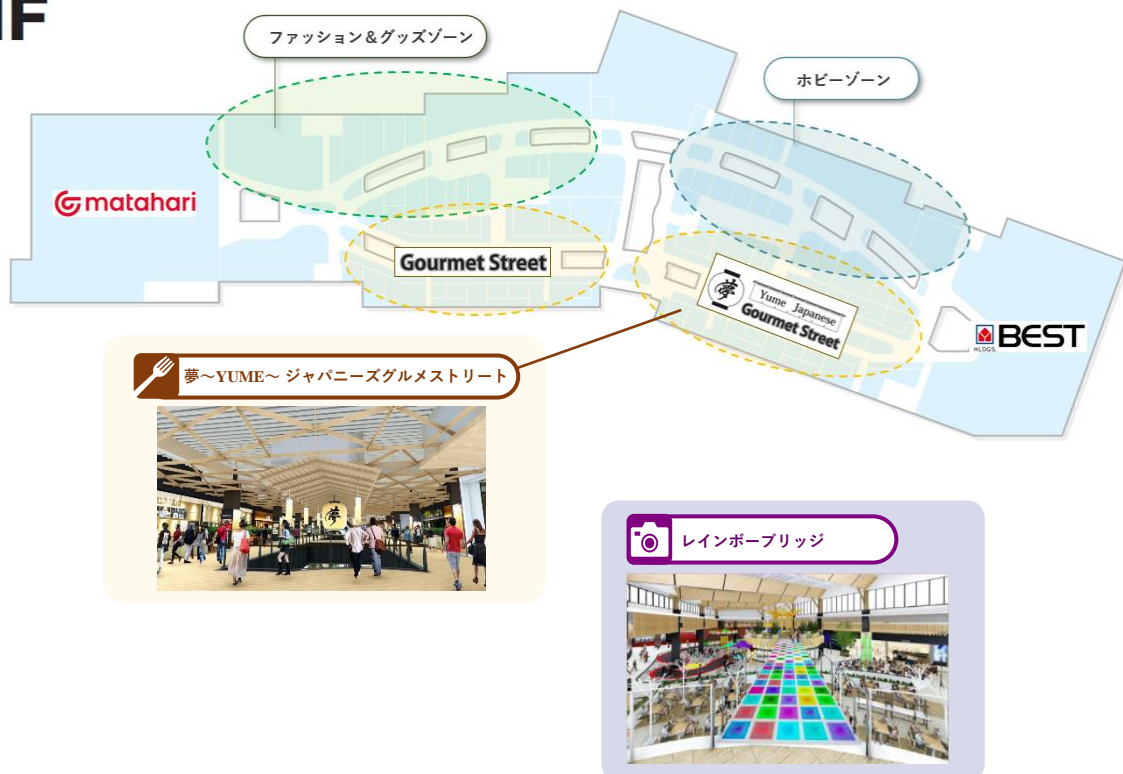 ファッション&グッズゾーン
ホビーゾーン
matahari
Gourmet Street
夢
Yume Japanese
Gourmet Street
HLDGS.
BEST
夢～YUME～ ジャパニーズグルメストリート
夢
レインボーブリッジ